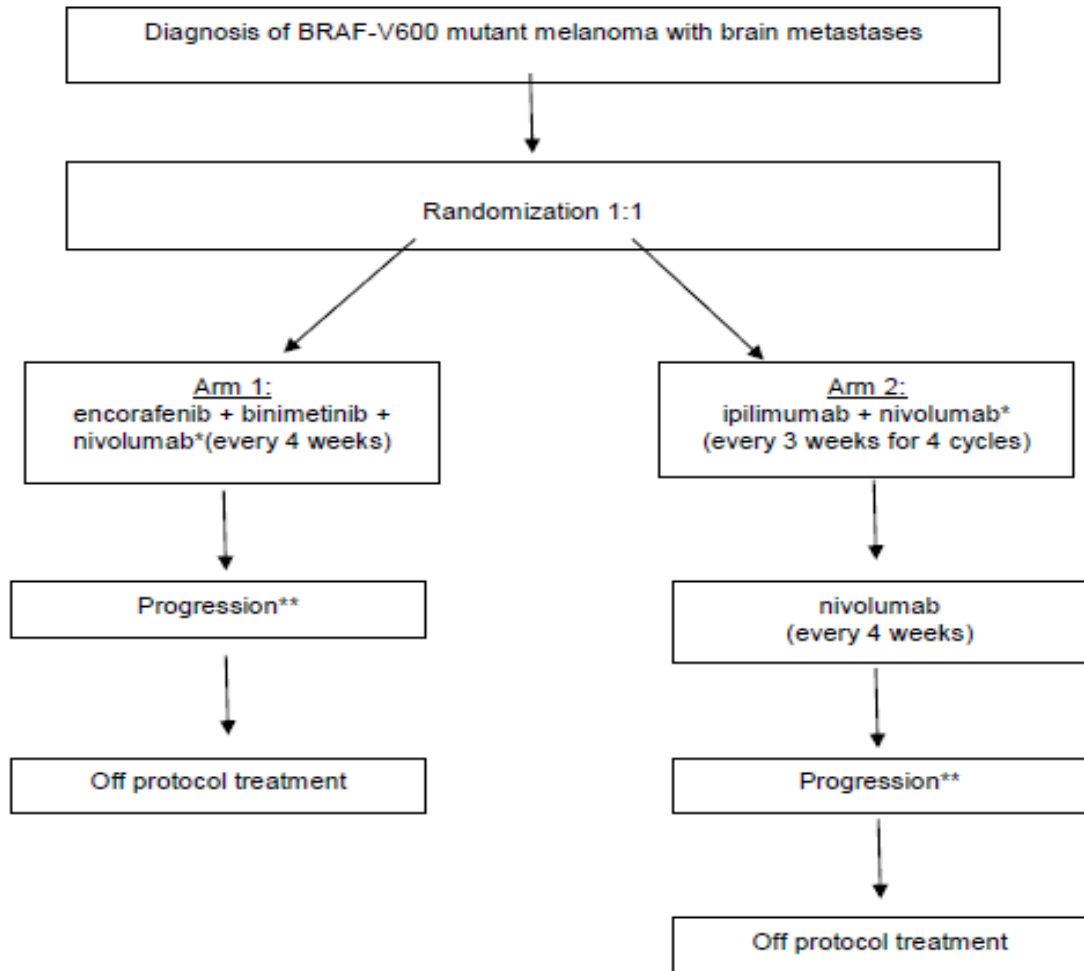 Diagnosis of BRAF-V600 mutant melanoma with brain metastases
Randomization 1:1
Arm 1:
encorafenib + binimetinib +
nivolumab*(every 4 weeks)
Arm 2:
ipilimumab + nivolumab*
(every 3 weeks for 4 cycles)
Progression**
nivolumab
(every 4 weeks)
Off protocol treatment
Progression**
Off protocol treatment